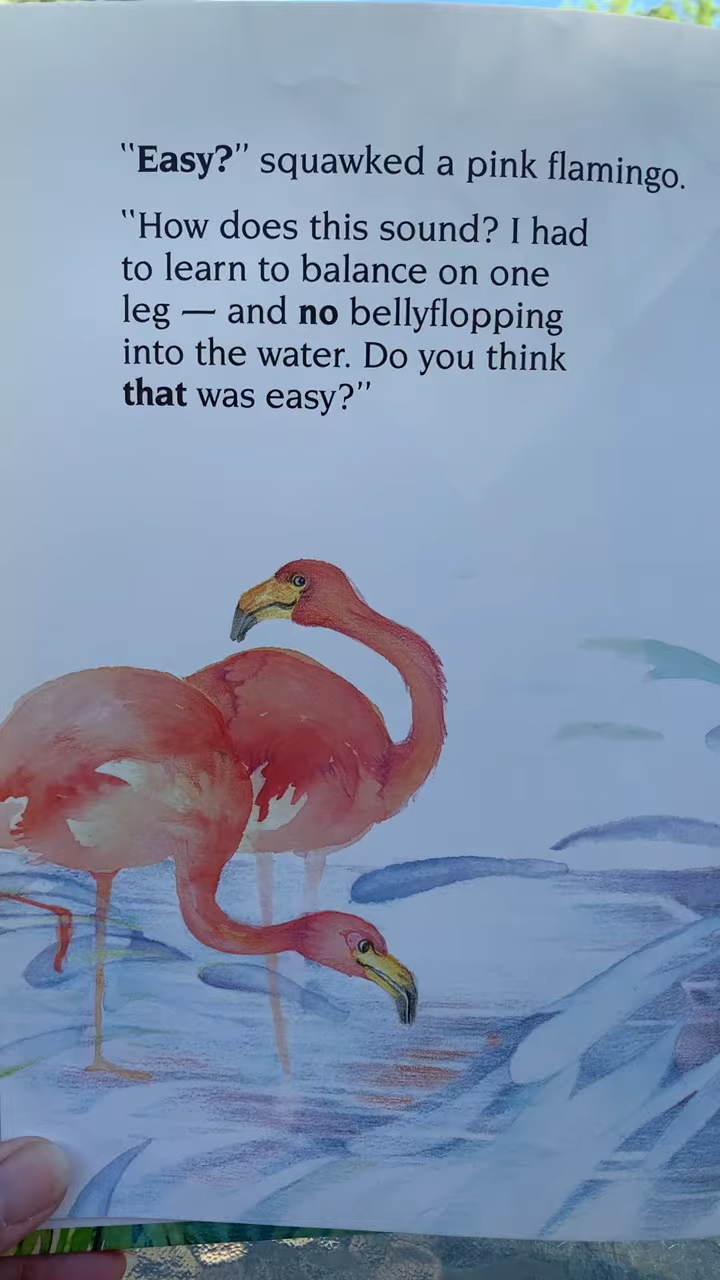 "Easy?" squawked a pink flamingo.
"How does this sound? I had
to learn to balance on one
leg — and no bellyflopping
into the water. Do you think
that was easy?"